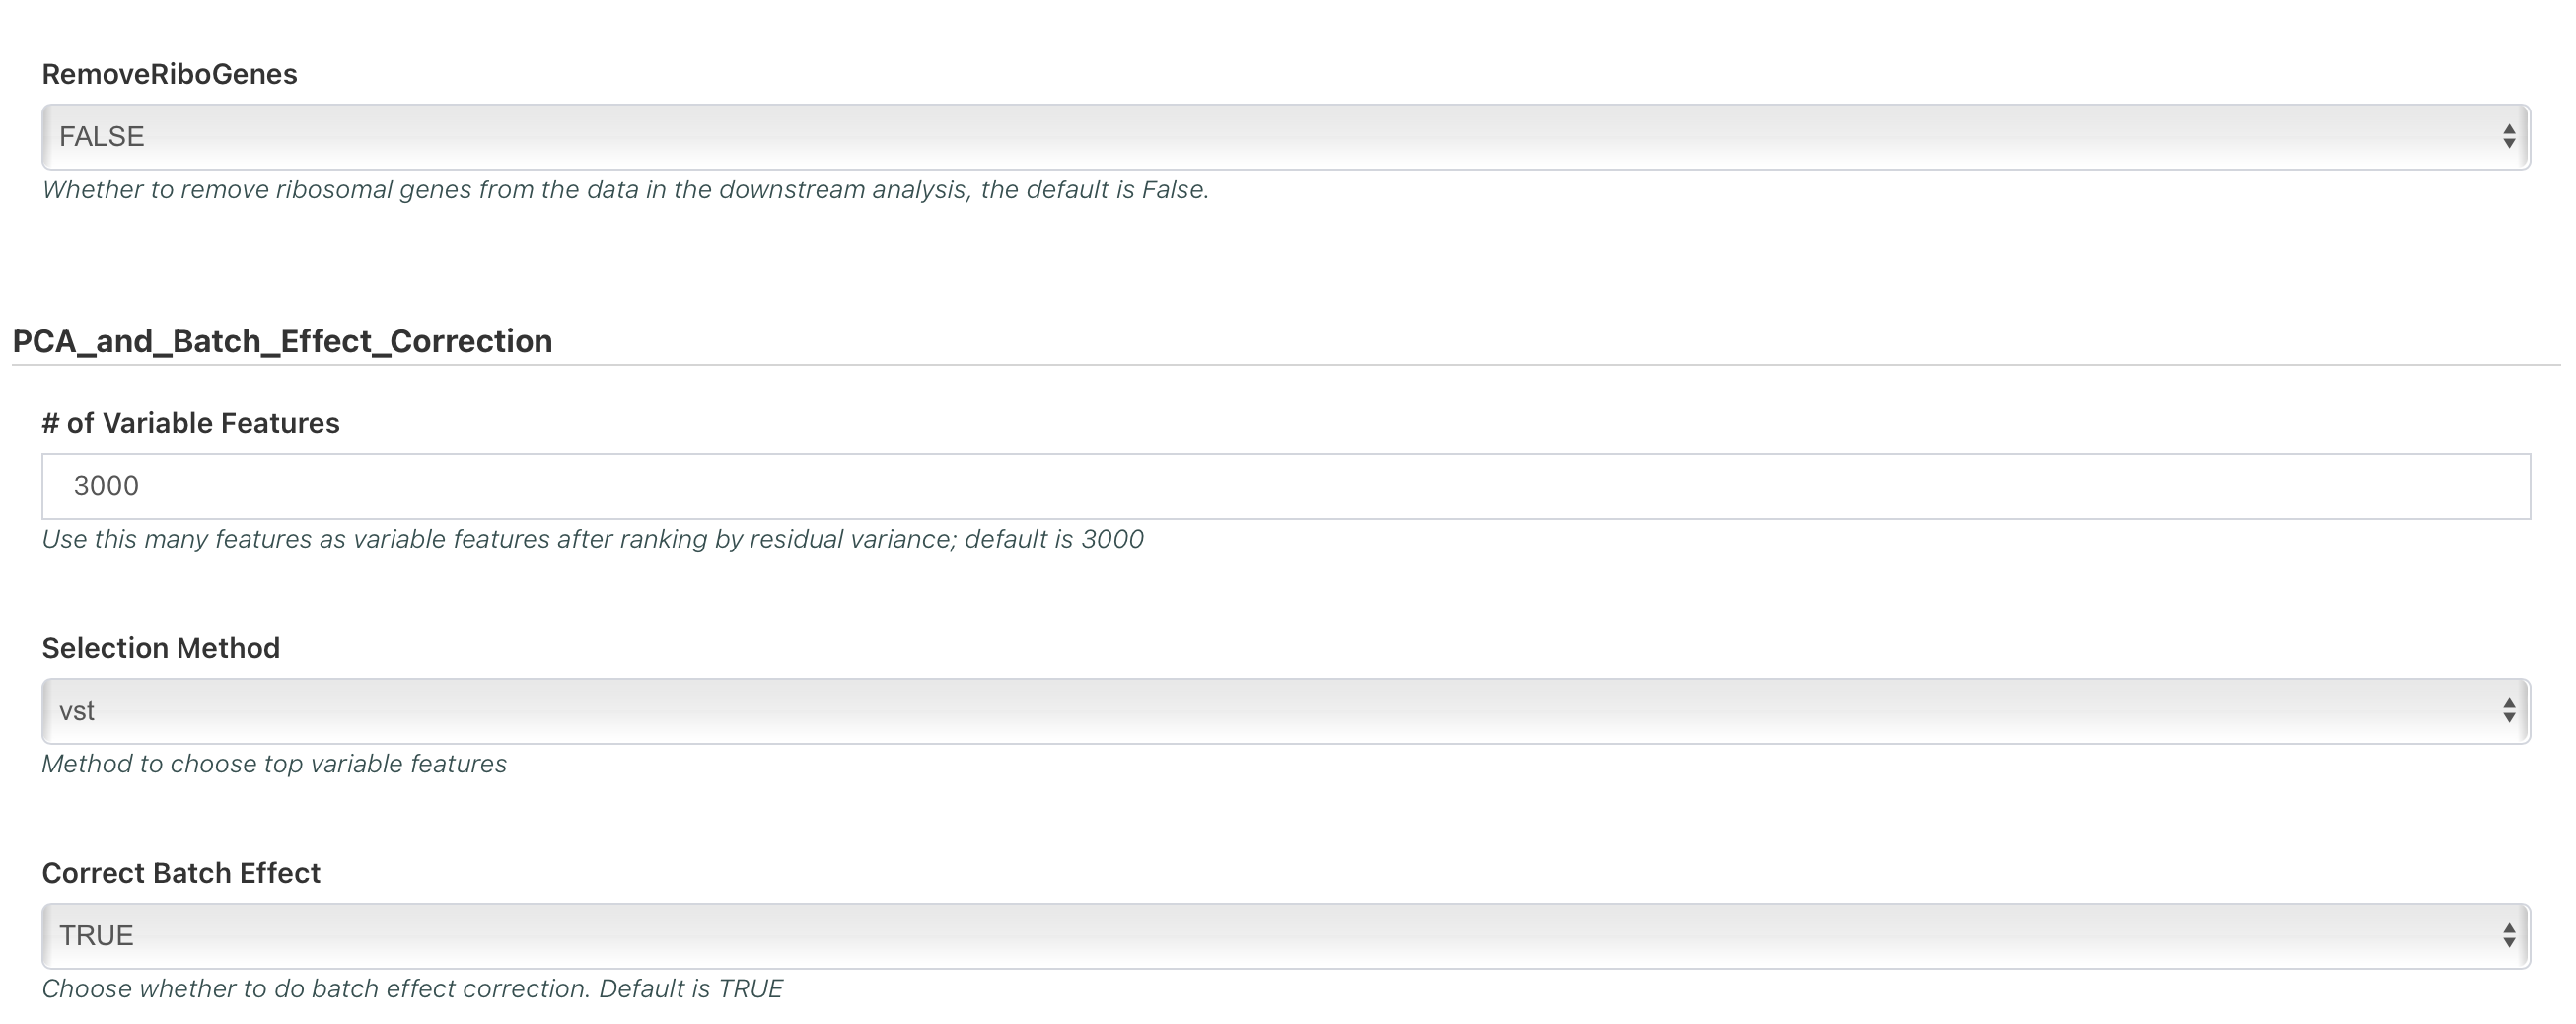 RemoveRiboGenes
FALSE
Whether to remove ribosomal genes from the data in the downstream analysis, the default is False.
PCA_and_Batch_Effect_Correction
# of Variable Features
3000
Use this many features as variable features after ranking by residual variance; default is 3000
Selection Method
vst
Method to choose top variable features
Correct Batch Effect
TRUE
Choose whether to do batch effect correction. Default is TRUE